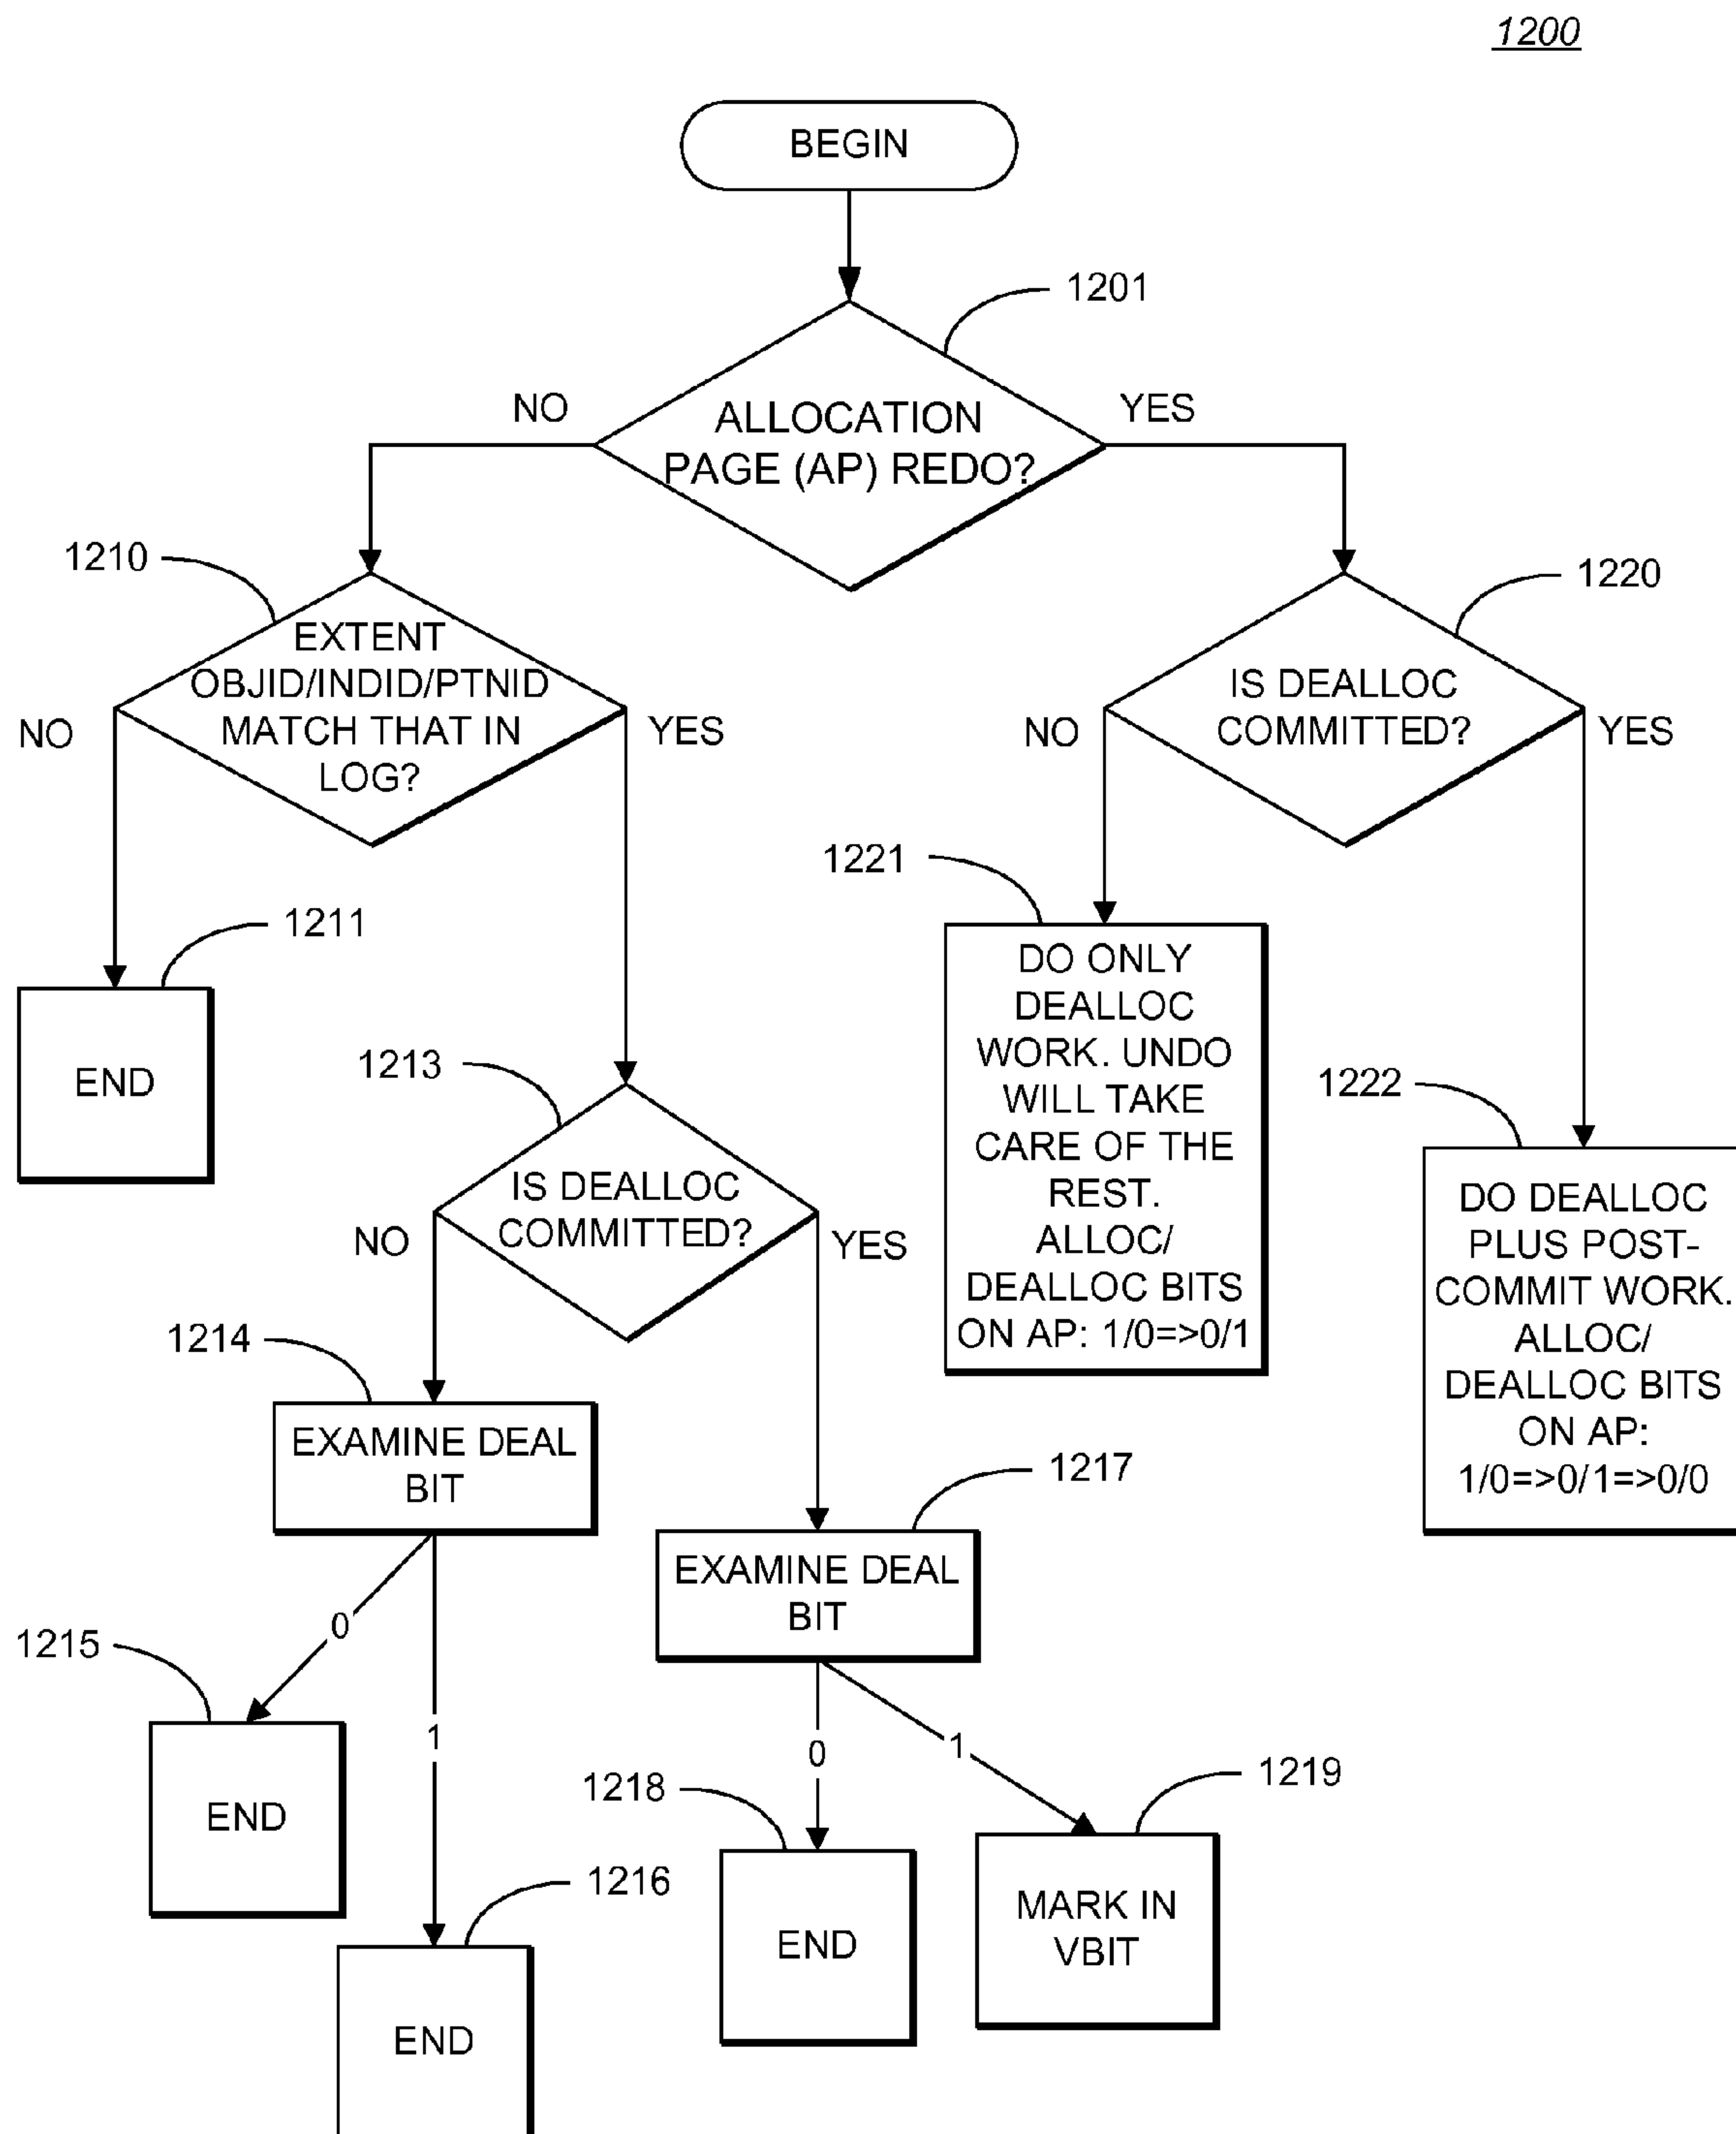 1200
BEGIN
1201
NO
YES
ALLOCATION
PAGE (AP) REDO?
1210
1220
EXTENT
OBJID/INDID/PTNID
MATCH THAT IN
LOG?
NO
YES
IS DEALLOC
COMMITTED?
NO
YES
1211
END
1221
DO ONLY
DEALLOC
WORK. UNDO
WILL TAKE
CARE OF THE
REST.
ALLOC/
DEALLOC BITS
ON AP: 1/0=>0/1
1222
DO DEALLOC
PLUS POST-
COMMIT WORK.
ALLOC/
DEALLOC BITS
ON AP:
1/0=>0/1=>0/0
1213
IS DEALLOC
COMMITTED?
NO
YES
1214
EXAMINE DEAL
BIT
1217
EXAMINE DEAL
BIT
0
1
1215
END
1216
END
0
1
1218
END
1219
MARK IN
VBIT